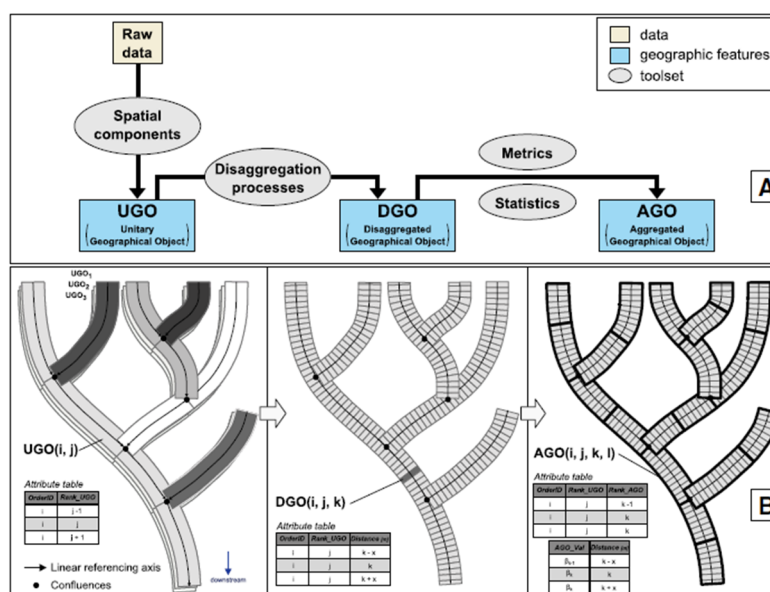 Raw
data
data
geographic features
toolset
Spatial
components
Disaggregation
processes
Metrics
Statistics
UGO
Unitary
Geographical Object
DGO
Disaggregated
Geographical Object
AGO
Aggregated
Geographical Object
A
UGO1
UGO2
UGO3
UGO(i, j)
Attribute table
OrderID Rank_UGO
i j -1
i j
i j + 1
Linear referencing axis
Confluences
downstream
DGO(i, j, k)
Attribute table
OrderID Rank_UGO Distance
i j k - x
i j k
i j k + x
AGO(i, j, k, l)
Attribute table
OrderID Rank_UGO Rank_AGO
i j k -1
i j k
i j k
AGO_Val Distance
k - x
k
k + x
B